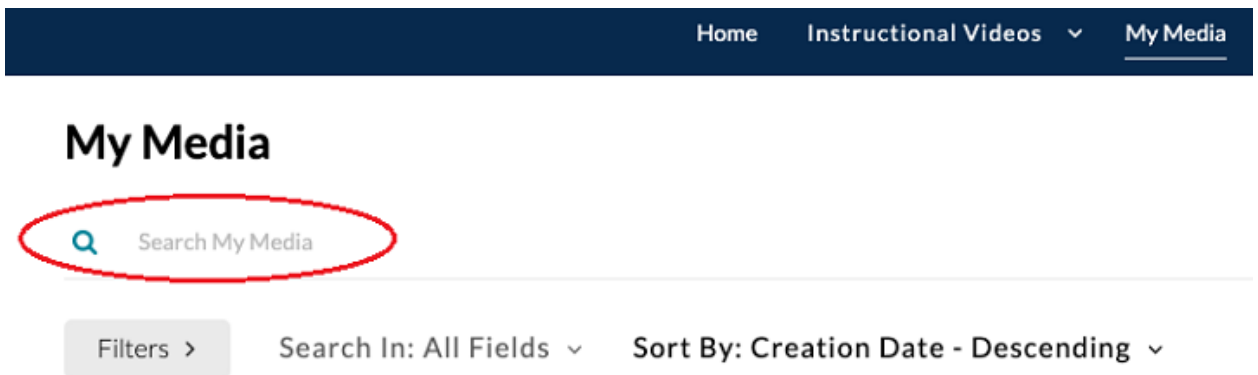 Home Instructional Videos My Media
My Media
Search My Media
Filters Search In: All Fields Sort By: Creation Date - Descending